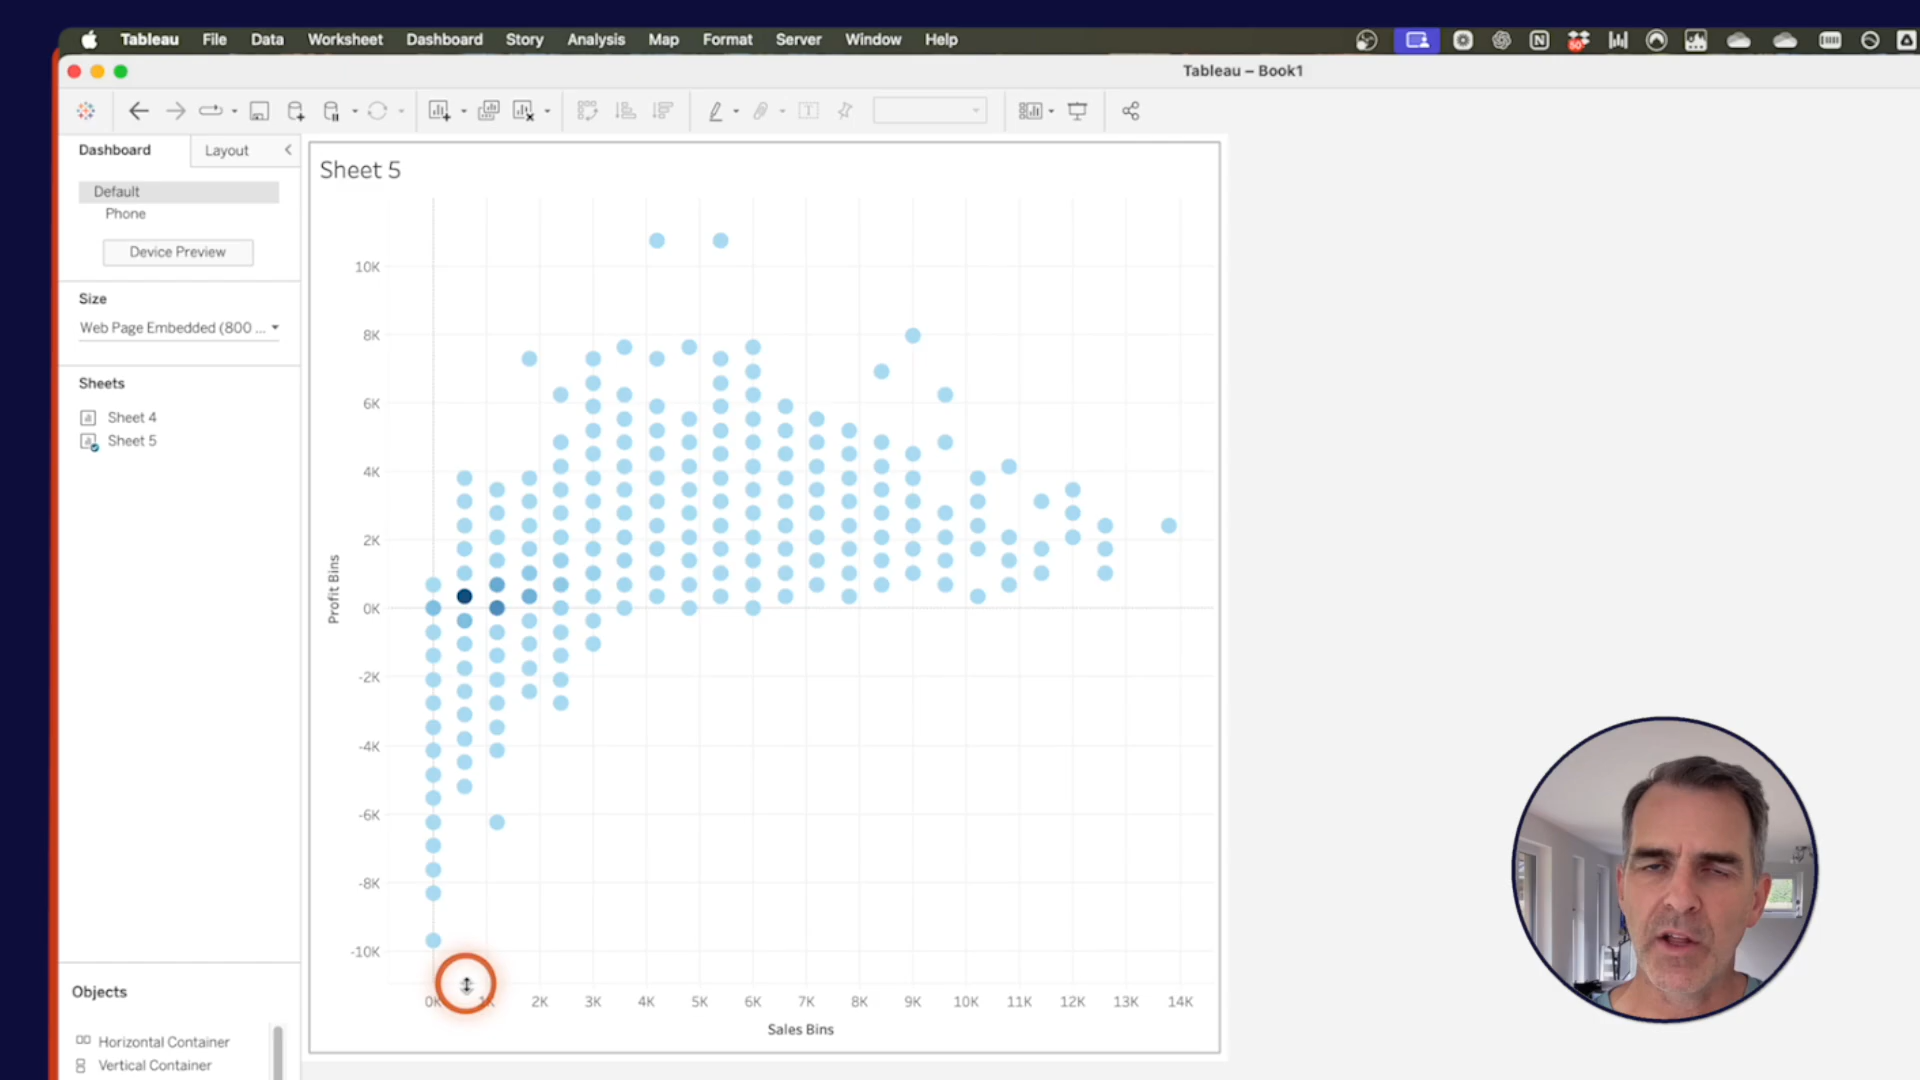 Tableau File Data Worksheet Dashboard Story Analysis Map Format Server Window Help
Tableau – Book1
Dashboard Layout
Default
Phone
Device Preview
Size
Web Page Embedded (800 ...
Sheets
Sheet 4
Sheet 5
Objects
Horizontal Container
Vertical Container
Sheet 5
10K
8K
6K
4K
2K
0K
-2K
-4K
-6K
-8K
-10K
Profit Bins
0K 1K 2K 3K 4K 5K 6K 7K 8K 9K 10K 11K 12K 13K 14K
Sales Bins